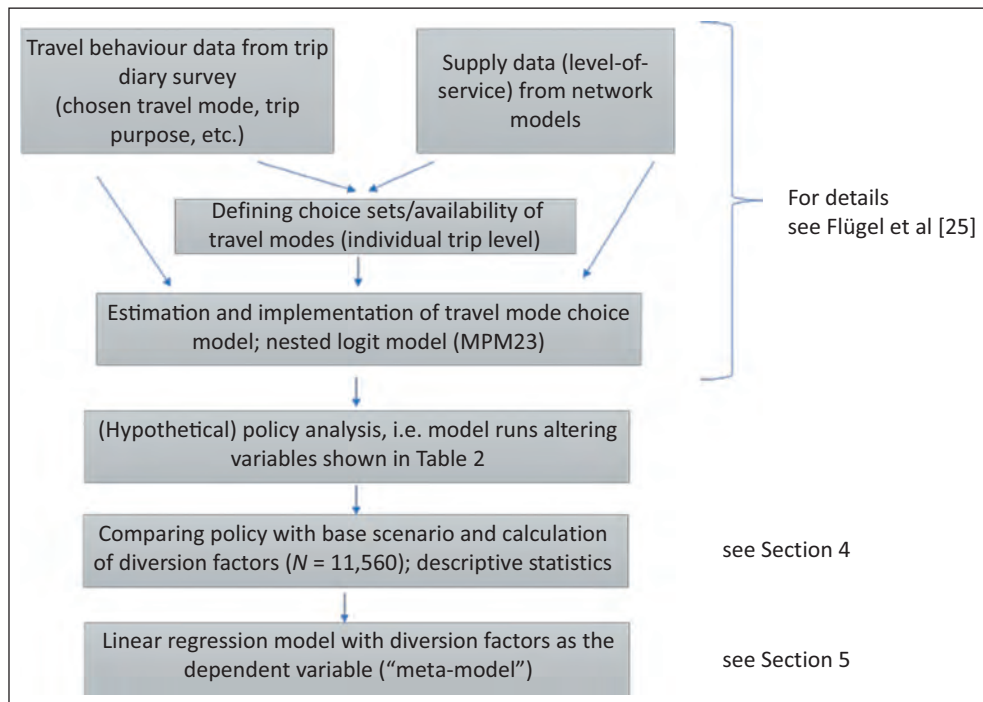 Travel behaviour data from trip
diary survey
(chosen travel mode, trip
purpose, etc.)
Supply data (level-of-
service) from network
models
Defining choice sets/availability of
travel modes (individual trip level)
For details
see Flügel et al [25]
Estimation and implementation of travel mode choice
model; nested logit model (MPM23)
(Hypothetical) policy analysis, i.e. model runs altering
variables shown in Table 2
Comparing policy with base scenario and calculation
of diversion factors (N = 11,560); descriptive statistics
see Section 4
Linear regression model with diversion factors as the
dependent variable (“meta-model”)
see Section 5